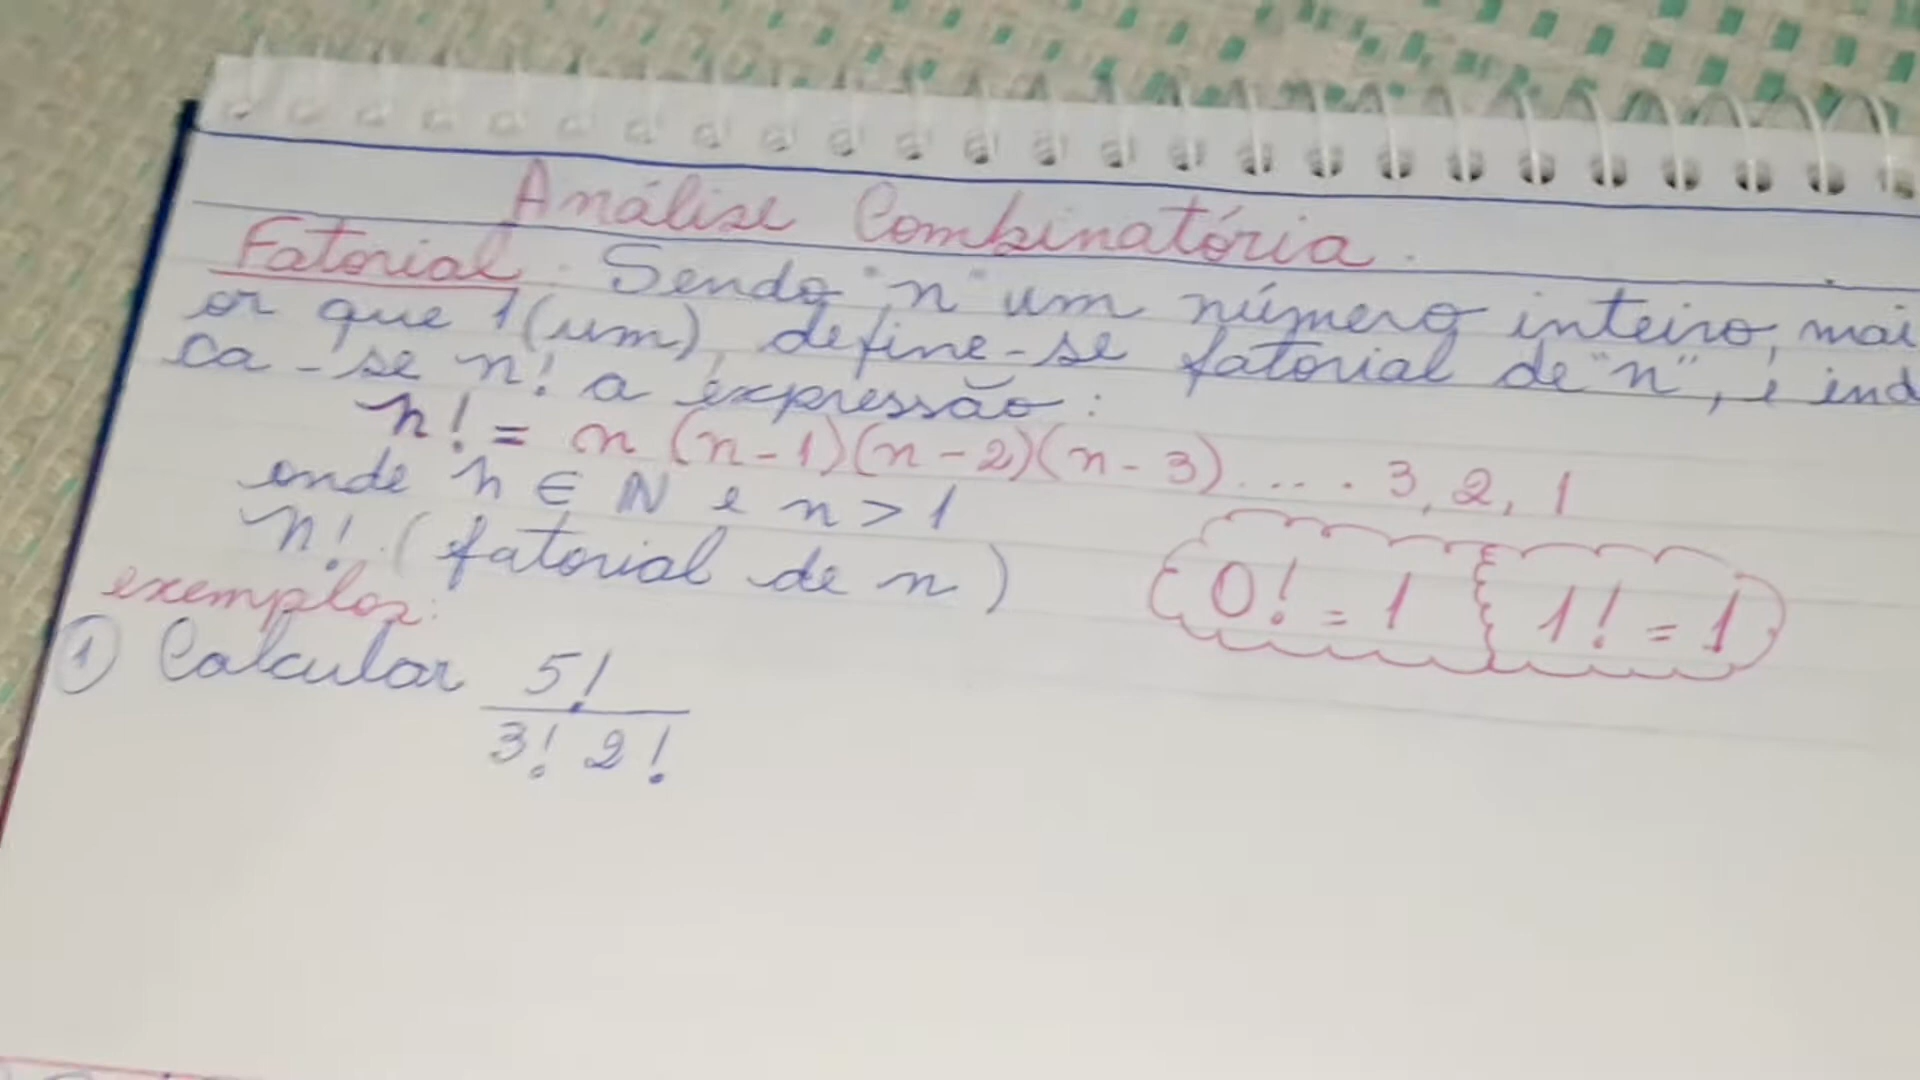 Análise Combinatória.
Fatorial. Sendo "n" um número inteiro, mai
or que 1 (um), define-se fatorial de "n", e ind
ca-se n! a expressão:
n! = n (n-1)(n-2)(n-3).... 3, 2, 1
onde n ∈ ℕ e n > 1
n! (fatorial de n)
0! = 1 1! = 1
exemplos:
① Calcular 5!
3! 2!